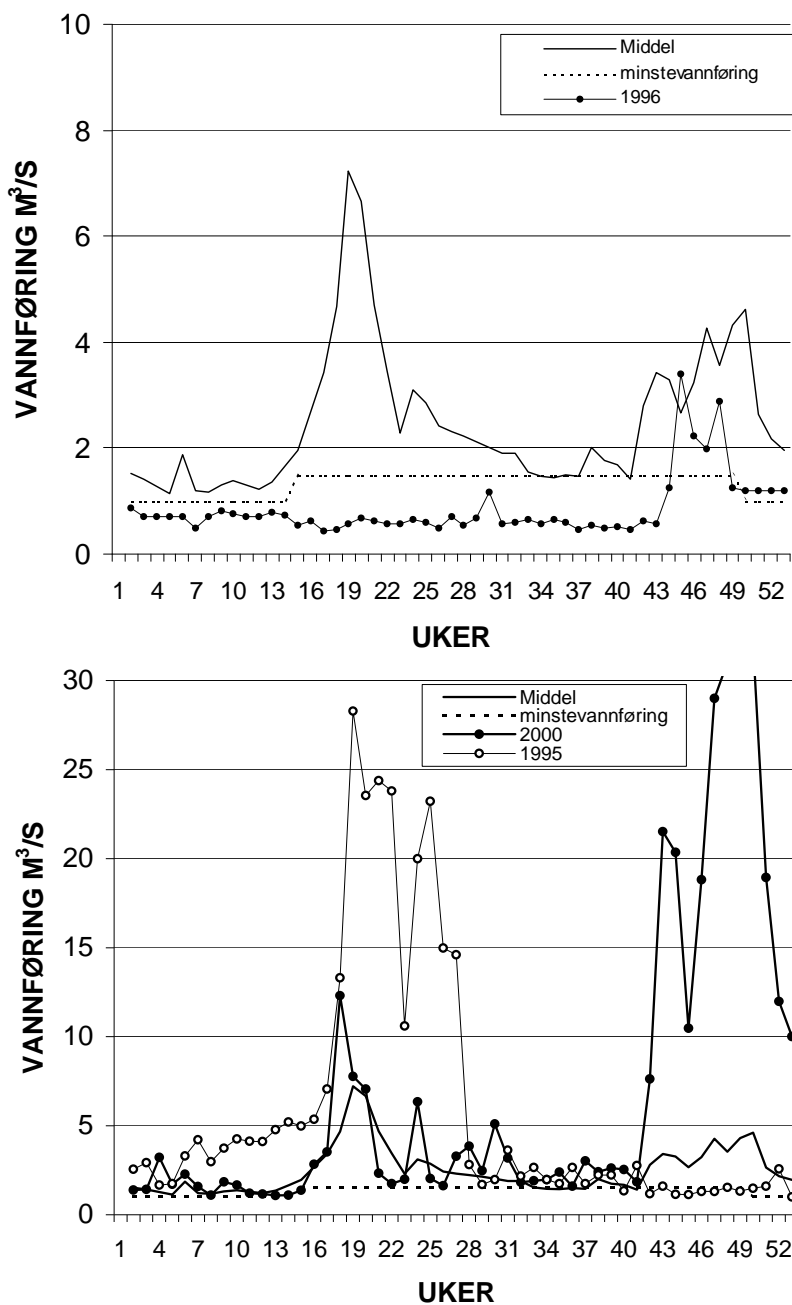 10
8
6
4
2
0
VANNFØRING M³/S
Middel
minstevannføring
1996
1 4 7 10 13 16 19 22 25 28 31 34 37 40 43 46 49 52
UKER
30
25
20
15
10
5
0
VANNFØRING M³/S
Middel
minstevannføring
2000
1995
1 4 7 10 13 16 19 22 25 28 31 34 37 40 43 46 49 52
UKER